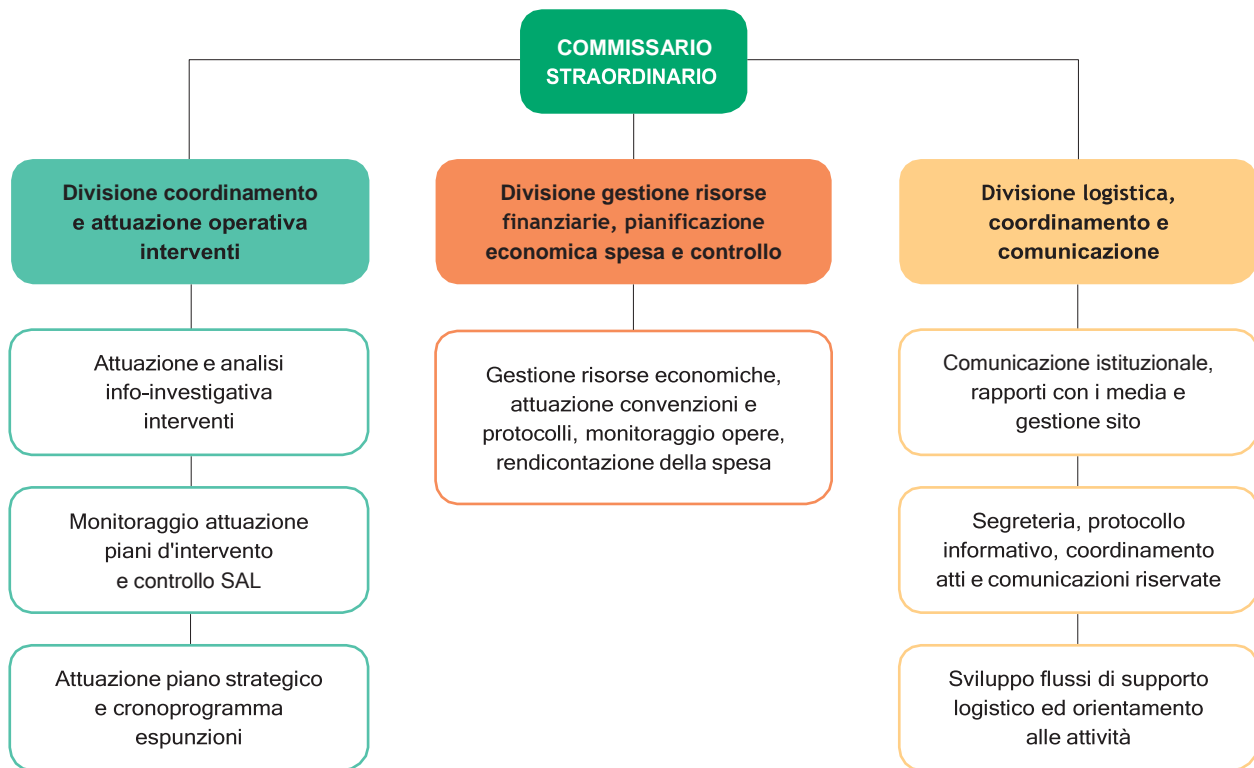 COMMISSARIO
STRAORDINARIO
Divisione coordinamento
e attuazione operativa
interventi
Attuazione e analisi
info-investigativa
interventi
Monitoraggio attuazione
piani d'intervento
e controllo SAL
Attuazione piano strategico
e cronoprogramma
espunzioni
Divisione gestione risorse
finanziarie, pianificazione
economica spesa e controllo
Gestione risorse economiche,
attuazione convenzioni e
protocolli, monitoraggio opere,
rendicontazione della spesa
Divisione logistica,
coordinamento e
comunicazione
Comunicazione istituzionale,
rapporti con i media e
gestione sito
Segreteria, protocollo
informativo, coordinamento
atti e comunicazioni riservate
Sviluppo flussi di supporto
logistico ed orientamento
alle attività